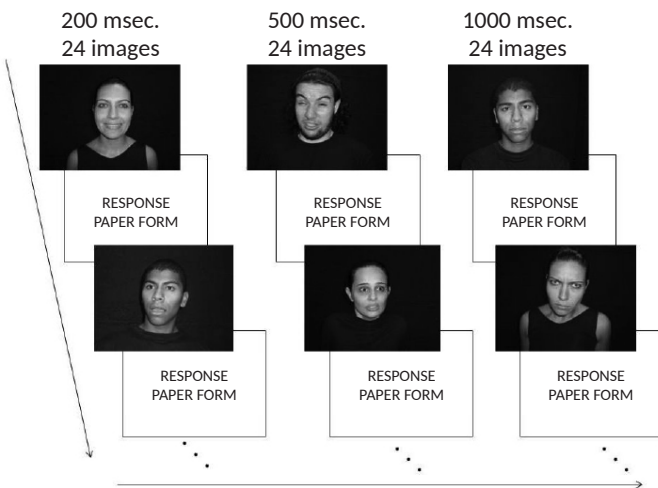 200 msec.
24 images
500 msec.
24 images
1000 msec.
24 images
RESPONSE
PAPER FORM
RESPONSE
PAPER FORM
RESPONSE
PAPER FORM
RESPONSE
PAPER FORM
RESPONSE
PAPER FORM
RESPONSE
PAPER FORM